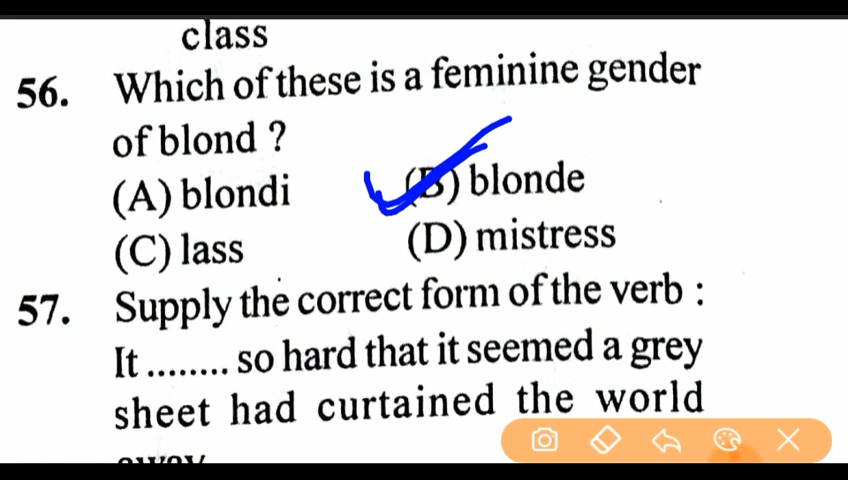 class
56. Which of these is a feminine gender
of blond ?
(A) blondi (B) blonde
(C) lass (D) mistress
57. Supply the correct form of the verb :
It ........ so hard that it seemed a grey
sheet had curtained the world